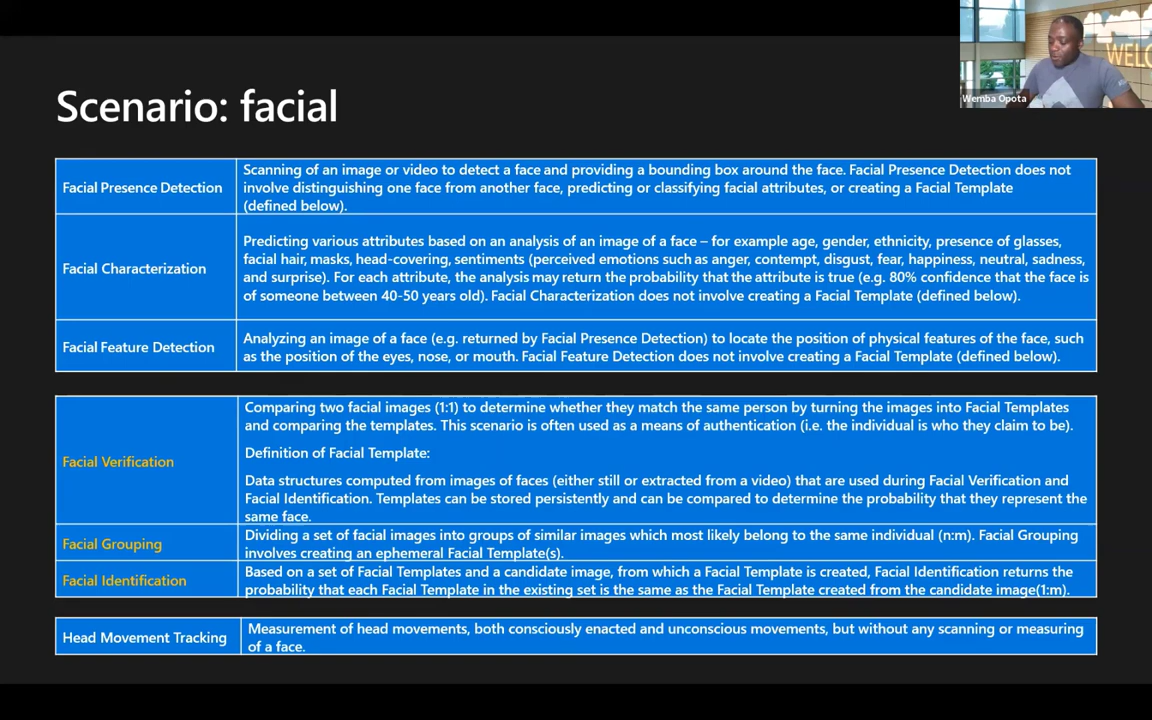 WELC
Wemba Opota
Scenario: facial
Facial Presence Detection
Scanning of an image or video to detect a face and providing a bounding box around the face. Facial Presence Detection does not
involve distinguishing one face from another face, predicting or classifying facial attributes, or creating a Facial Template
(defined below).
Facial Characterization
Predicting various attributes based on an analysis of an image of a face – for example age, gender, ethnicity, presence of glasses,
facial hair, masks, head-covering, sentiments (perceived emotions such as anger, contempt, disgust, fear, happiness, neutral, sadness,
and surprise). For each attribute, the analysis may return the probability that the attribute is true (e.g. 80% confidence that the face is
of someone between 40-50 years old). Facial Characterization does not involve creating a Facial Template (defined below).
Facial Feature Detection
Analyzing an image of a face (e.g. returned by Facial Presence Detection) to locate the position of physical features of the face, such
as the position of the eyes, nose, or mouth. Facial Feature Detection does not involve creating a Facial Template (defined below).
Facial Verification
Comparing two facial images (1:1) to determine whether they match the same person by turning the images into Facial Templates
and comparing the templates. This scenario is often used as a means of authentication (i.e. the individual is who they claim to be).
Definition of Facial Template:
Data structures computed from images of faces (either still or extracted from a video) that are used during Facial Verification and
Facial Identification. Templates can be stored persistently and can be compared to determine the probability that they represent the
same face.
Facial Grouping
Dividing a set of facial images into groups of similar images which most likely belong to the same individual (n:m). Facial Grouping
involves creating an ephemeral Facial Template(s).
Facial Identification
Based on a set of Facial Templates and a candidate image, from which a Facial Template is created, Facial Identification returns the
probability that each Facial Template in the existing set is the same as the Facial Template created from the candidate image(1:m).
Head Movement Tracking
Measurement of head movements, both consciously enacted and unconscious movements, but without any scanning or measuring
of a face.